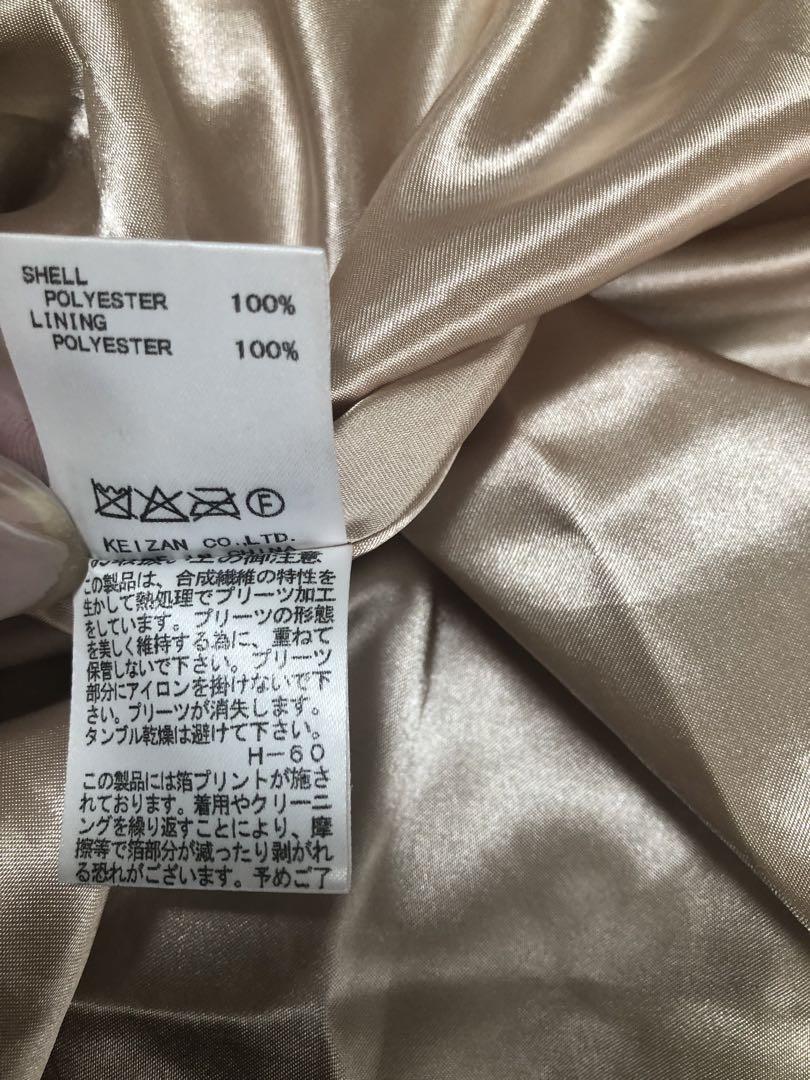 SHELL
POLYESTER 100%
LINING
POLYESTER 100%
F
KEIZAN CO.,LTD.
この製品は、合成繊維の特性を
生かして熱処理でプリーツ加工
をしています。プリーツの形態
を美しく維持する為に、重ねて
保管しないで下さい。プリーツ
部分にアイロンを掛けないで下
さい。プリーツが消失します。
タンブル乾燥は避けて下さい。
H-60
この製品には箔プリントが施さ
れております。着用やクリーニ
ングを繰り返すことにより、摩
擦等で箔部分が減ったり剥がれ
る恐れがございます。予めご了